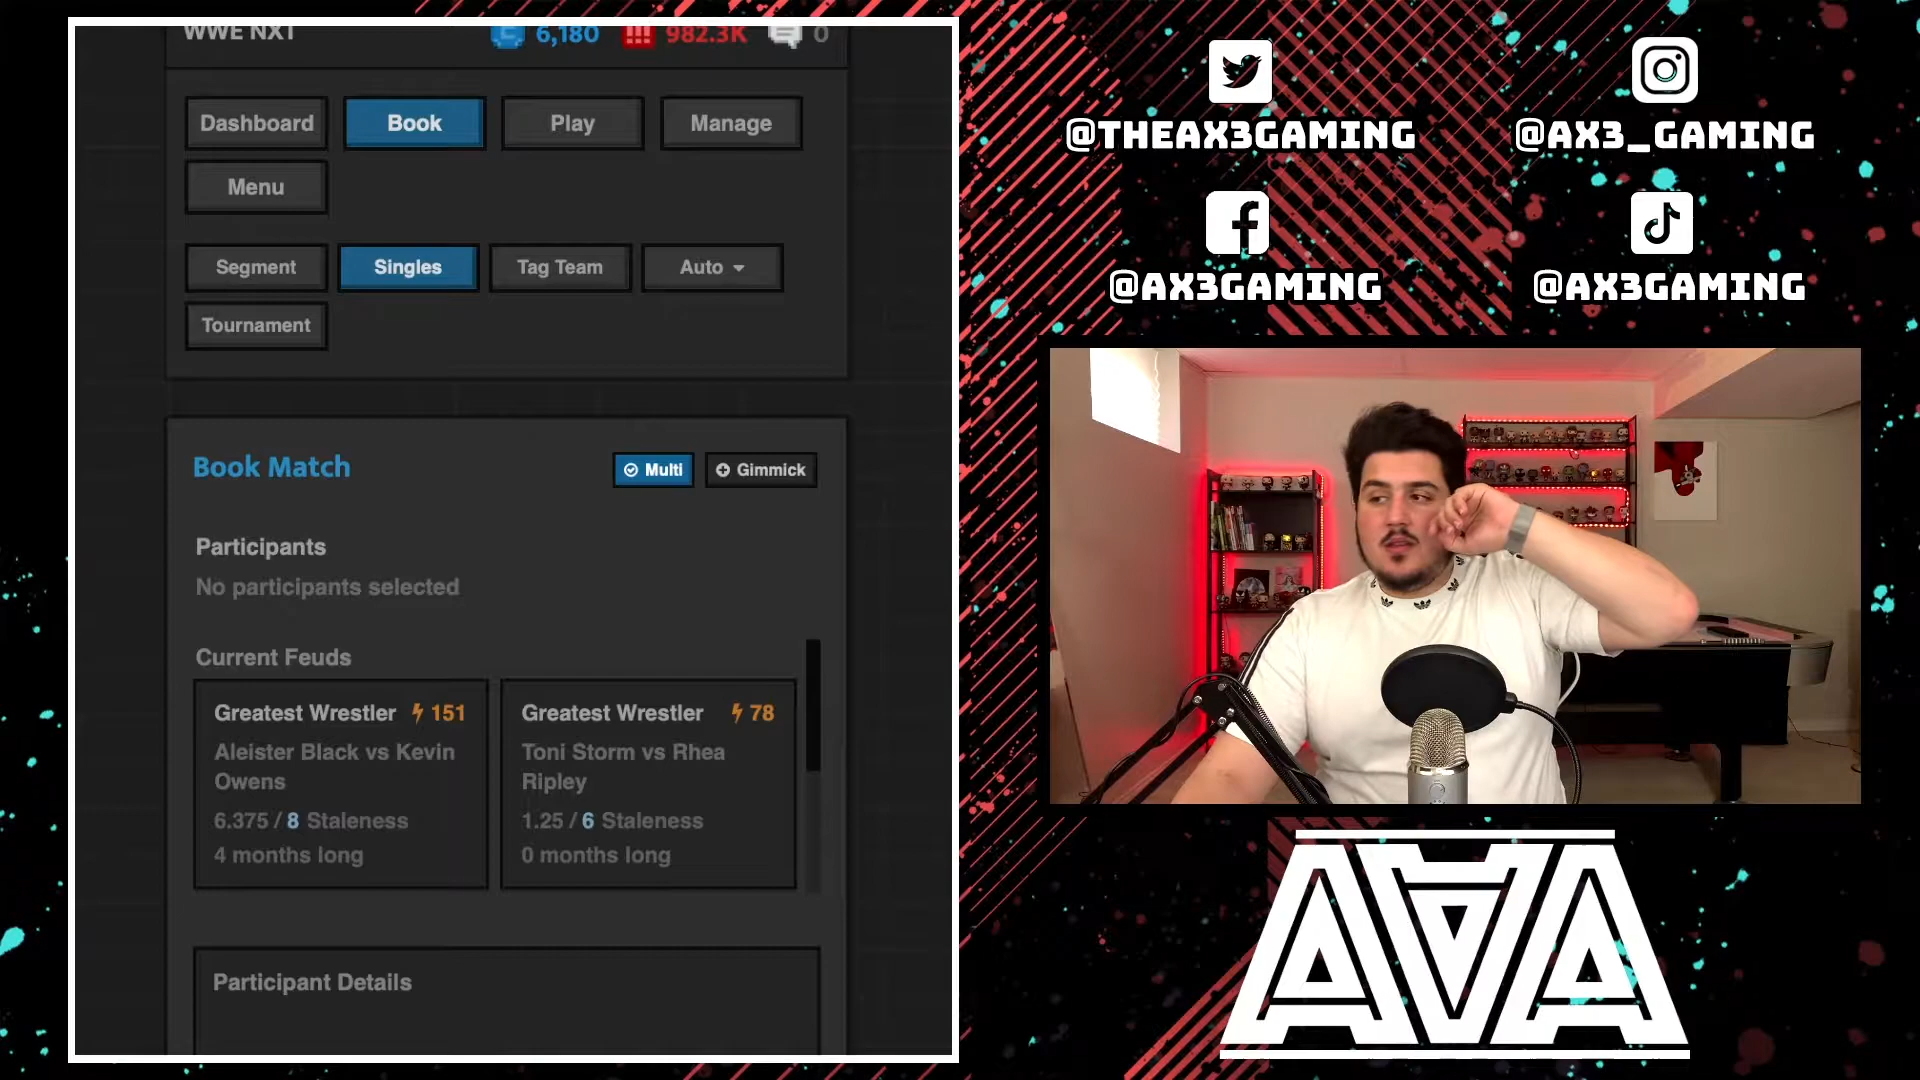 WWE NXT
6,180
982.3K
0
Dashboard
Book
Play
Manage
Menu
Segment
Singles
Tag Team
Auto
Tournament
Book Match
Multi
Gimmick
Participants
No participants selected
Current Feuds
Greatest Wrestler 151
Aleister Black vs Kevin
Owens
6.375 / 8 Staleness
4 months long
Greatest Wrestler 78
Toni Storm vs Rhea
Ripley
1.25 / 6 Staleness
0 months long
Participant Details
@THEAX3GAMING
@AX3_GAMING
@AX3GAMING
@AX3GAMING